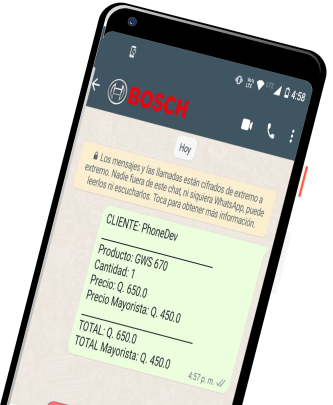 4:58
BOSCH
Hoy
Los mensajes y las llamadas están cifrados de extremo a
extremo. Nadie fuera de este chat, ni siquiera WhatsApp, puede
leerlos ni escucharlos. Toca para obtener más información.
CLIENTE: PhoneDev
Producto: GWS 670
Cantidad: 1
Precio: Q. 650.0
Precio Mayorista: Q. 450.0
TOTAL: Q. 650.0
TOTAL Mayorista: Q. 450.0
4:57 p. m.